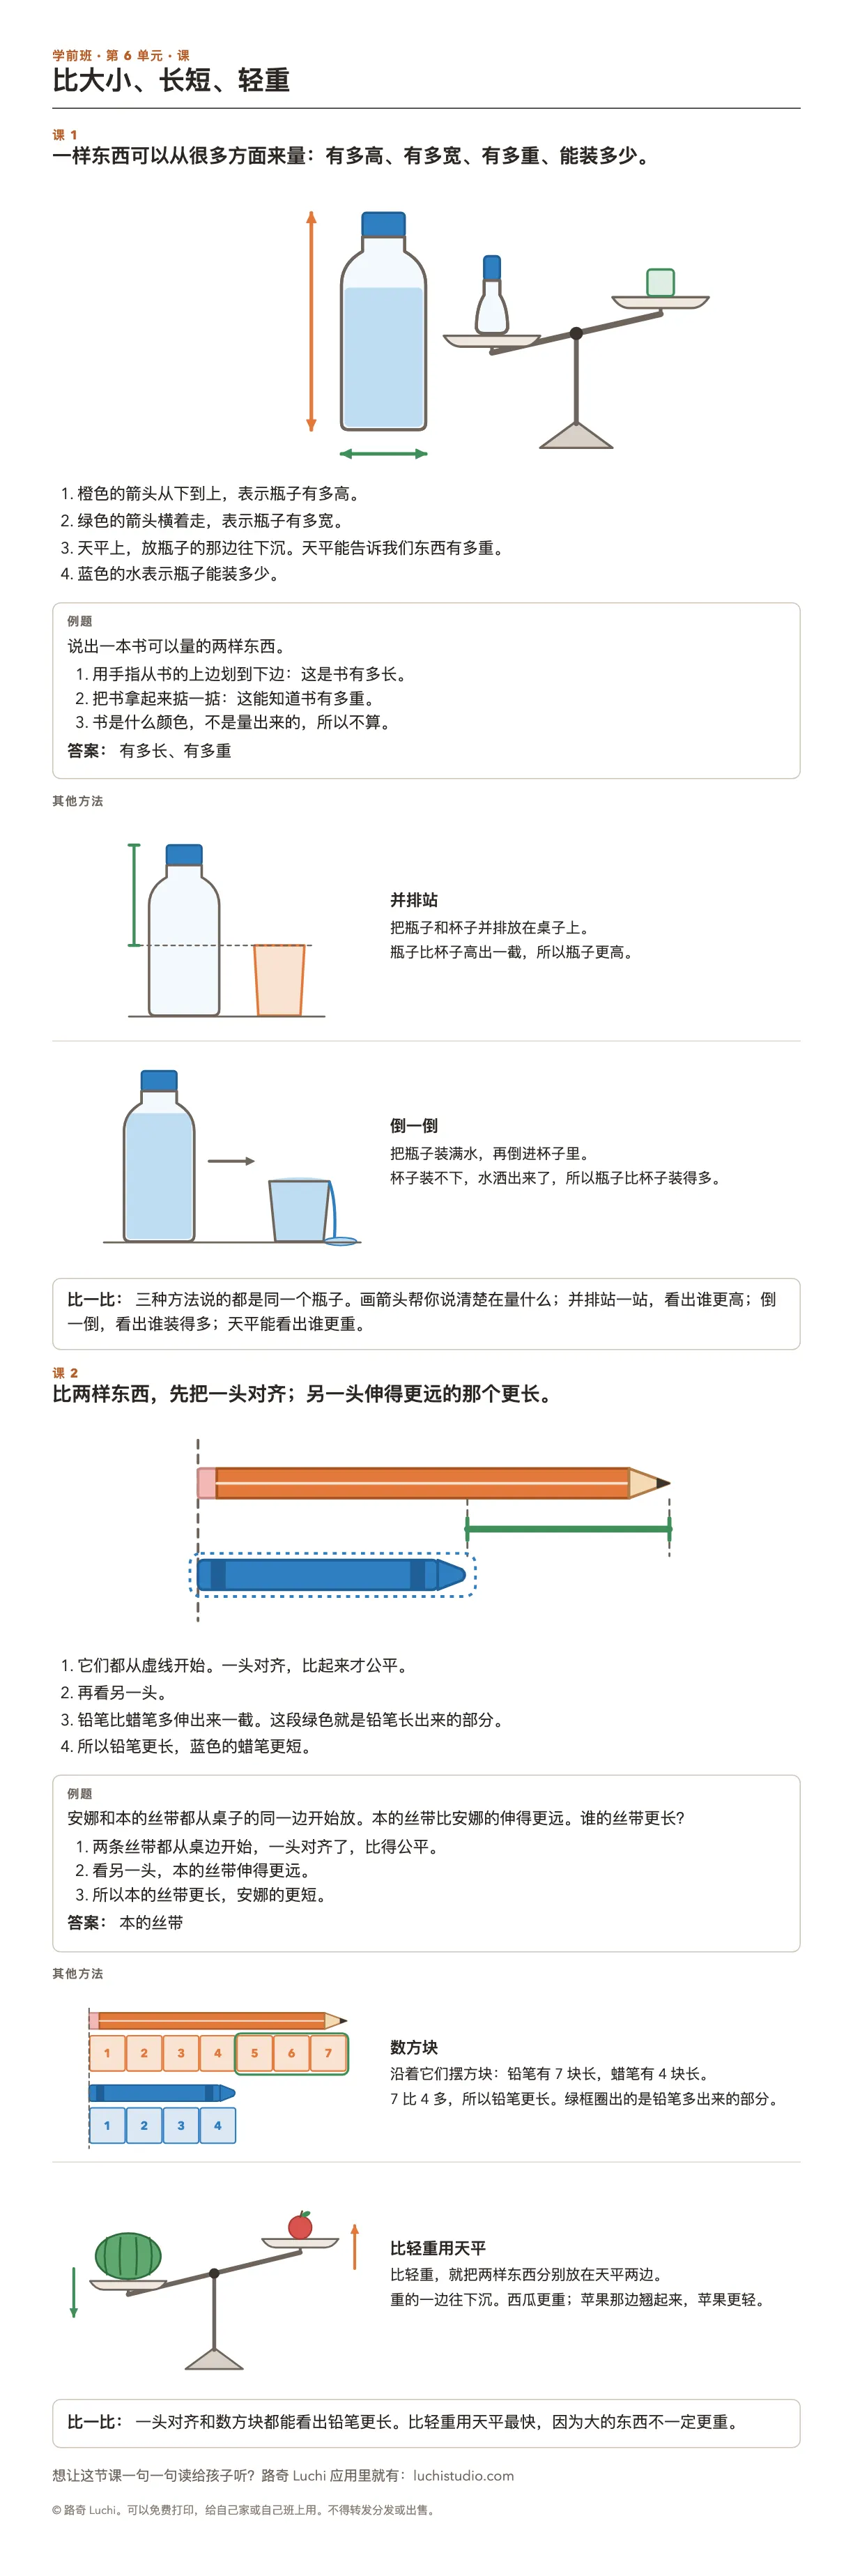 学前班 · 第 6 单元 · 课
比大小、长短、轻重
课 1
一样东西可以从很多方面来量：有多高、有多宽、有多重、能装多少。
1. 橙色的箭头从下到上，表示瓶子有多高。
2. 绿色的箭头横着走，表示瓶子有多宽。
3. 天平上，放瓶子的那边往下沉。天平能告诉我们东西有多重。
4. 蓝色的水表示瓶子能装多少。
例题
说出一本书可以量的两样东西。
1. 用手指从书的上边划到下边：这是书有多长。
2. 把书拿起来掂一掂：这能知道书有多重。
3. 书是什么颜色，不是量出来的，所以不算。
答案： 有多长、有多重
其他方法
并排站
把瓶子和杯子并排放在桌子上。
瓶子比杯子高出一截，所以瓶子更高。
倒一倒
把瓶子装满水，再倒进杯子里。
杯子装不下，水洒出来了，所以瓶子比杯子装得多。
比一比： 三种方法说的都是同一个瓶子。画箭头帮你说清楚在量什么；并排站一站，看出谁更高；倒
一倒，看出谁装得多；天平能看出谁更重。
课 2
比两样东西，先把一头对齐；另一头伸得更远的那个更长。
1. 它们都从虚线开始。一头对齐，比起来才公平。
2. 再看另一头。
3. 铅笔比蜡笔多伸出来一截。这段绿色就是铅笔长出来的部分。
4. 所以铅笔更长，蓝色的蜡笔更短。
例题
安娜和本的丝带都从桌子的同一边开始放。本的丝带比安娜的伸得更远。谁的丝带更长？
1. 两条丝带都从桌边开始，一头对齐了，比得公平。
2. 看另一头，本的丝带伸得更远。
3. 所以本的丝带更长，安娜的更短。
答案： 本的丝带
其他方法
1 2 3 4 5 6 7
1 2 3 4
数方块
沿着它们摆方块：铅笔有 7 块长，蜡笔有 4 块长。
7 比 4 多，所以铅笔更长。绿框圈出的是铅笔多出来的部分。
比轻重用天平
比轻重，就把两样东西分别放在天平两边。
重的一边往下沉。西瓜更重；苹果那边翘起来，苹果更轻。
比一比： 一头对齐和数方块都能看出铅笔更长。比轻重用天平最快，因为大的东西不一定更重。
想让这节课一句一句读给孩子听？路奇 Luchi 应用里就有：luchistudio.com
© 路奇 Luchi。可以免费打印，给自己家或自己班上用。不得转发分发或出售。